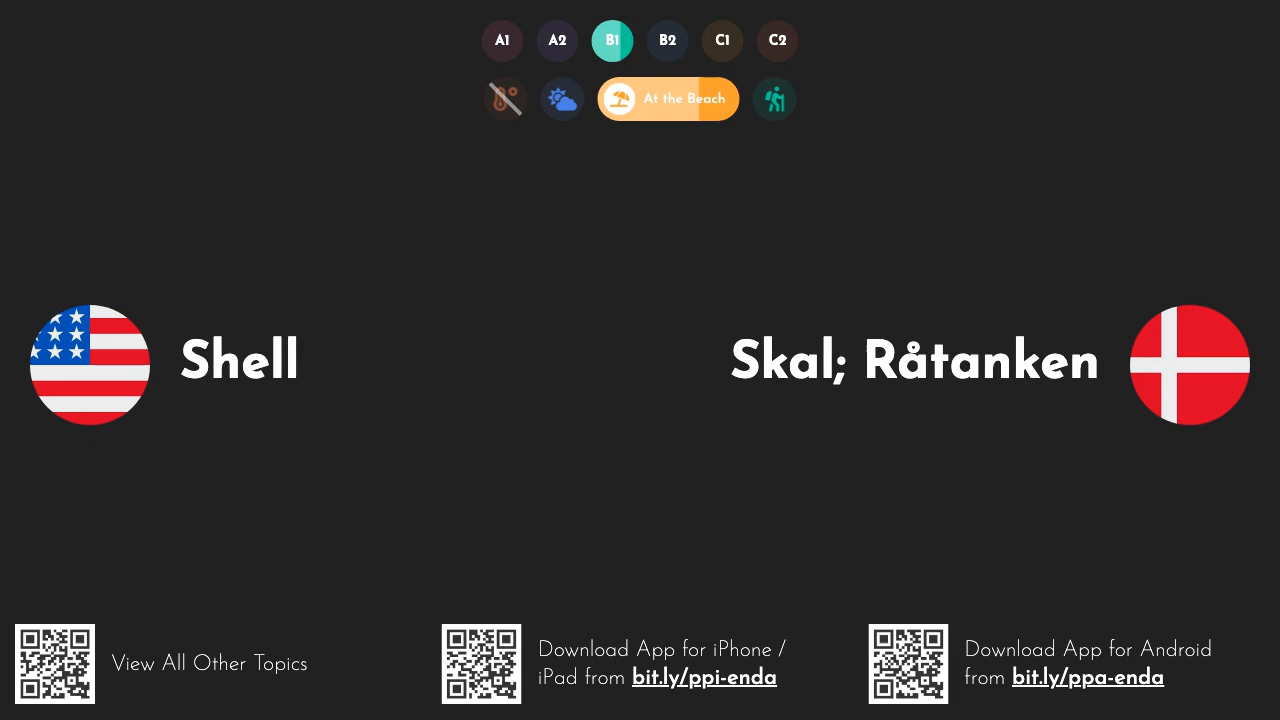 A1 A2 B1 B2 C1 C2
At the Beach
Shell
Skal; Råtanken
View All Other Topics
Download App for iPhone /
iPad from bit.ly/ppi-enda
Download App for Android
from bit.ly/ppa-enda